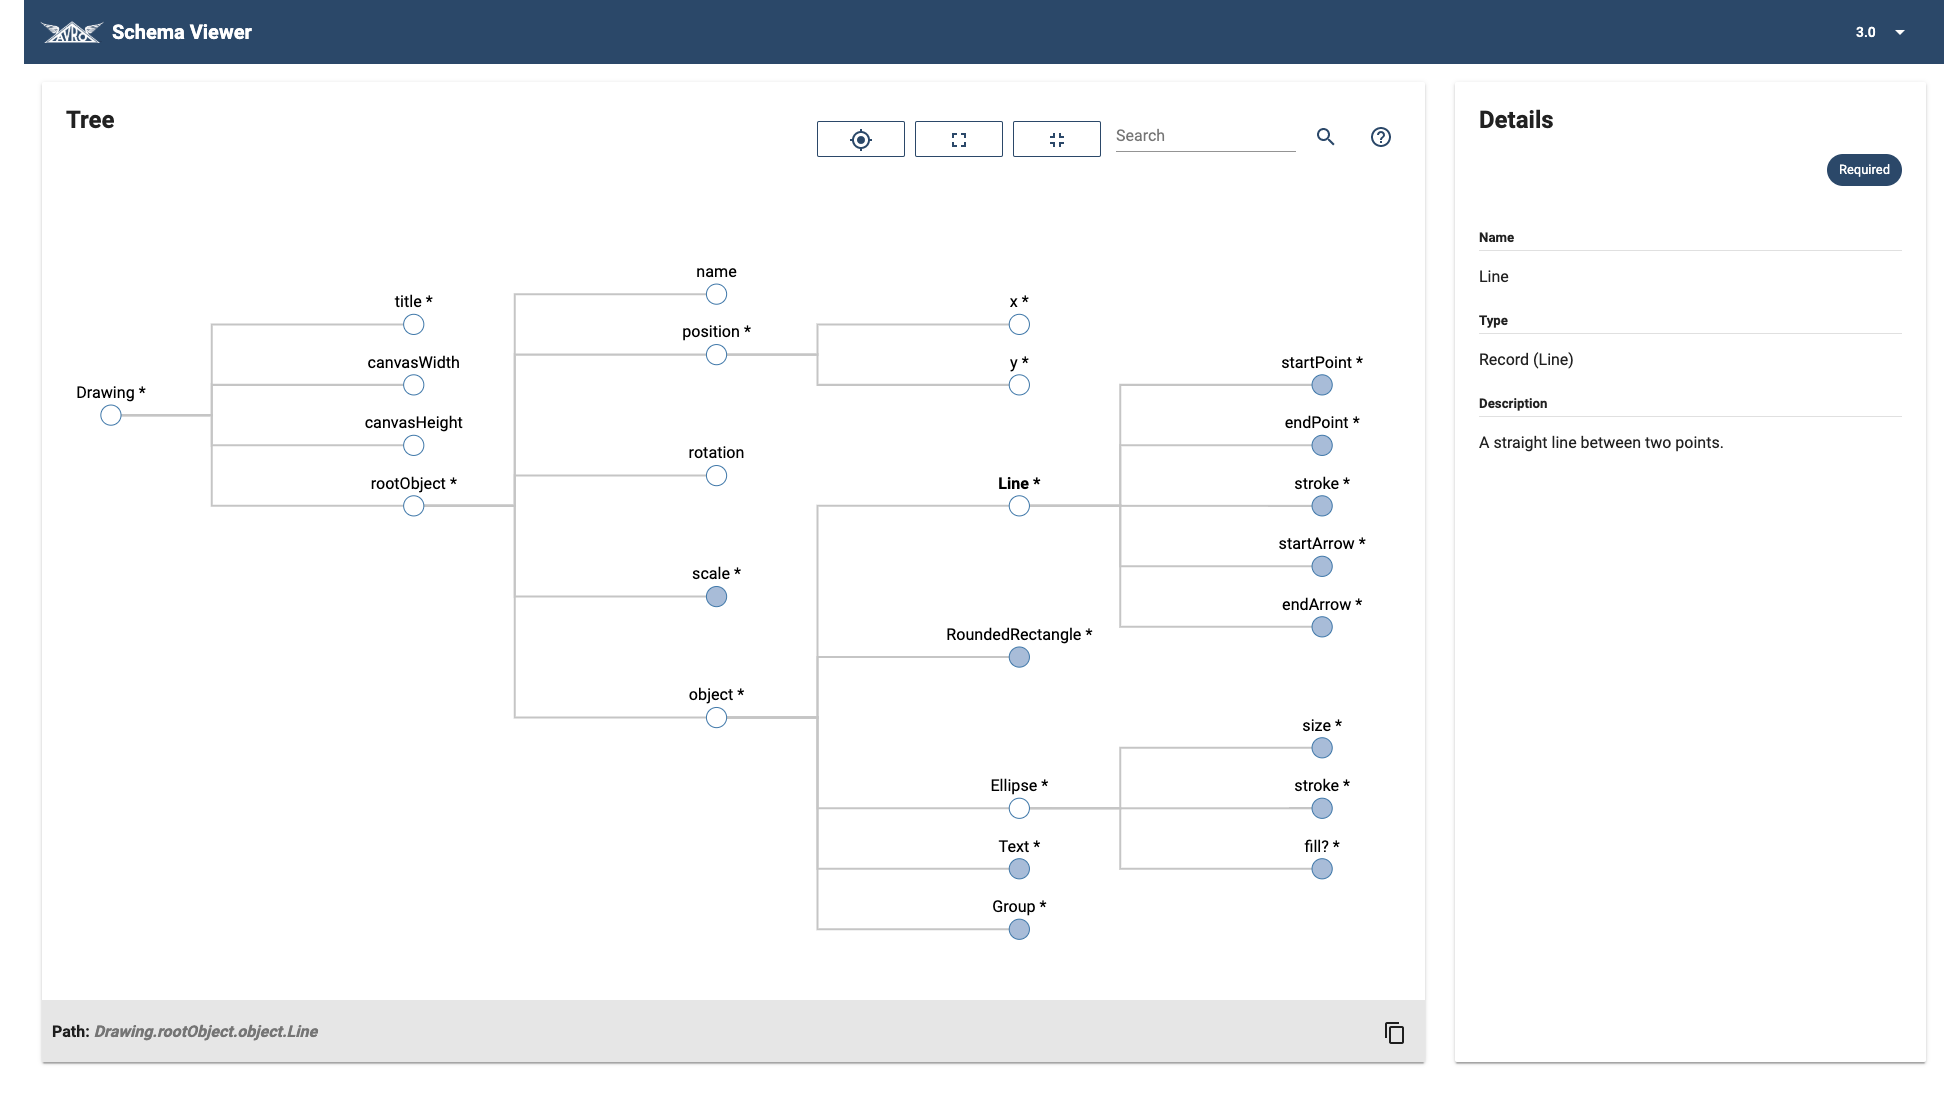 AVRO Schema Viewer
3.0
Tree
Search
Drawing *
title *
canvasWidth
canvasHeight
rootObject *
name
position *
rotation
scale *
object *
x *
y *
Line *
RoundedRectangle *
Ellipse *
Text *
Group *
startPoint *
endPoint *
stroke *
startArrow *
endArrow *
size *
stroke *
fill? *
Path: Drawing.rootObject.object.Line
Details
Required
Name
Line
Type
Record (Line)
Description
A straight line between two points.